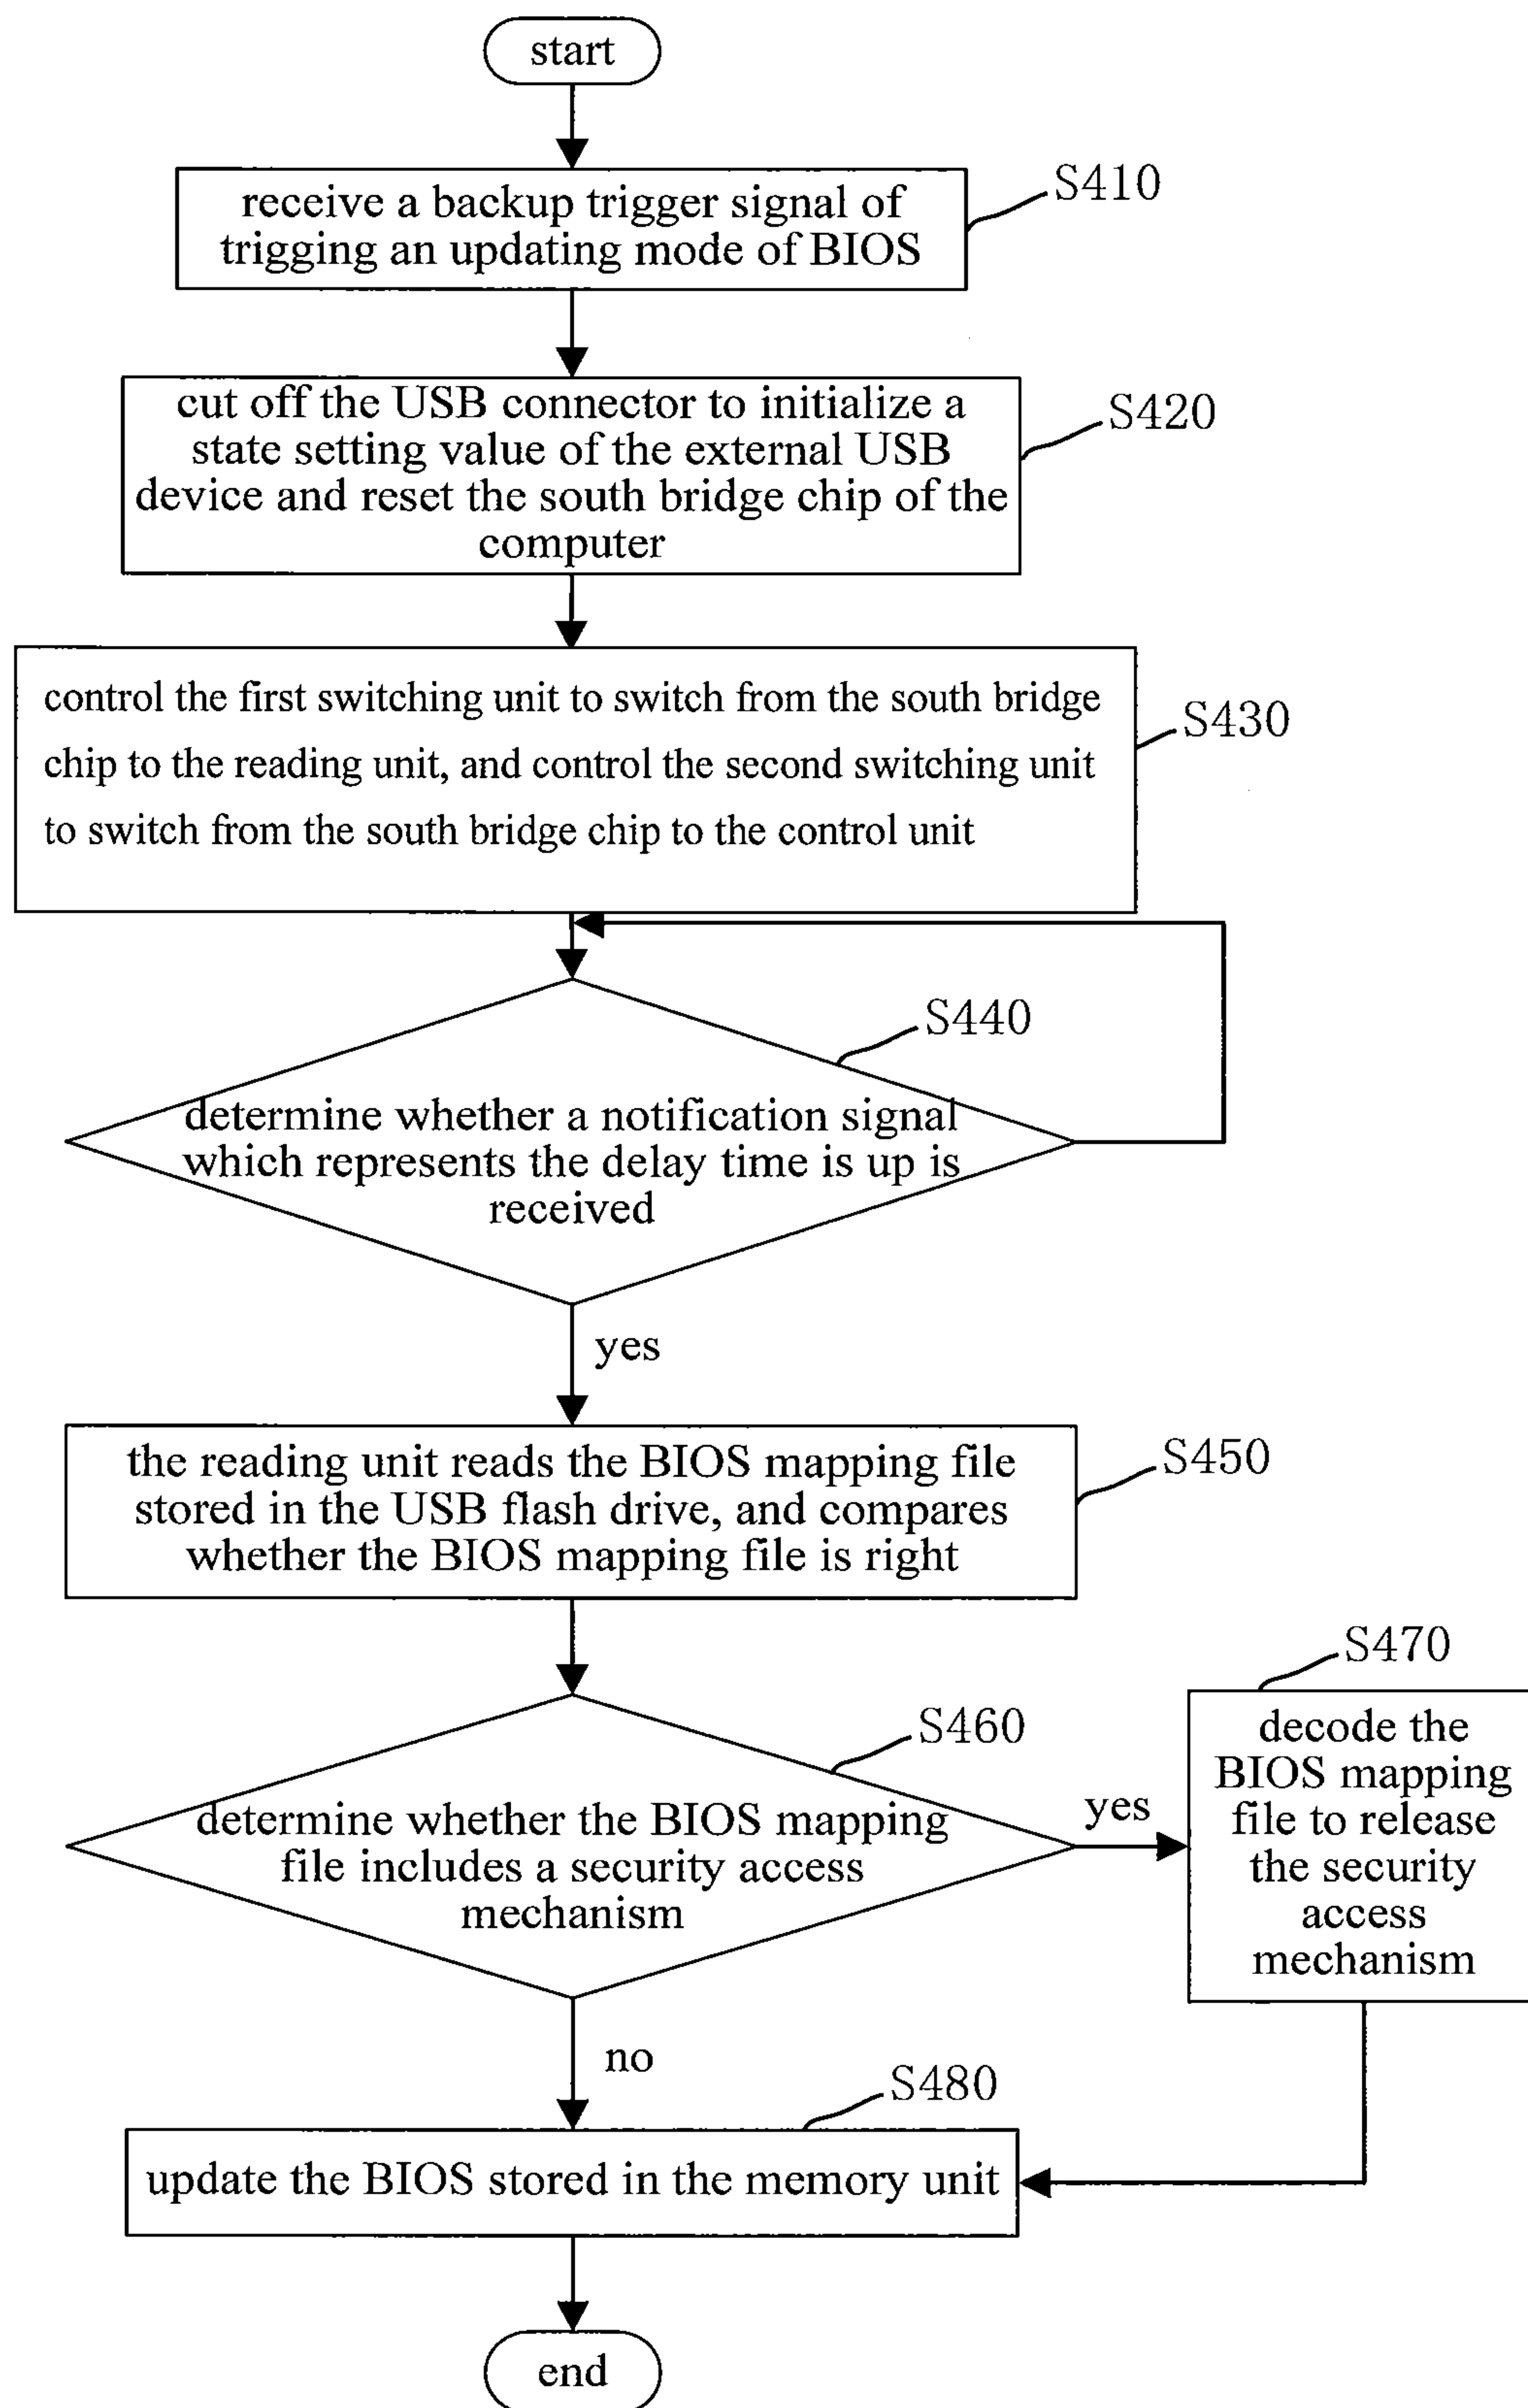 start
receive a backup trigger signal of
trigging an updating mode of BIOS
S410
cut off the USB connector to initialize a
state setting value of the external USB
device and reset the south bridge chip of the
computer
S420
control the first switching unit to switch from the south bridge
chip to the reading unit, and control the second switching unit
to switch from the south bridge chip to the control unit
S430
S440
determine whether a notification signal
which represents the delay time is up is
received
yes
the reading unit reads the BIOS mapping file
stored in the USB flash drive, and compares
whether the BIOS mapping file is right
S450
S460
determine whether the BIOS mapping
file includes a security access
mechanism
yes
S470
decode the
BIOS mapping
file to release
the security
access
mechanism
no
S480
update the BIOS stored in the memory unit
end